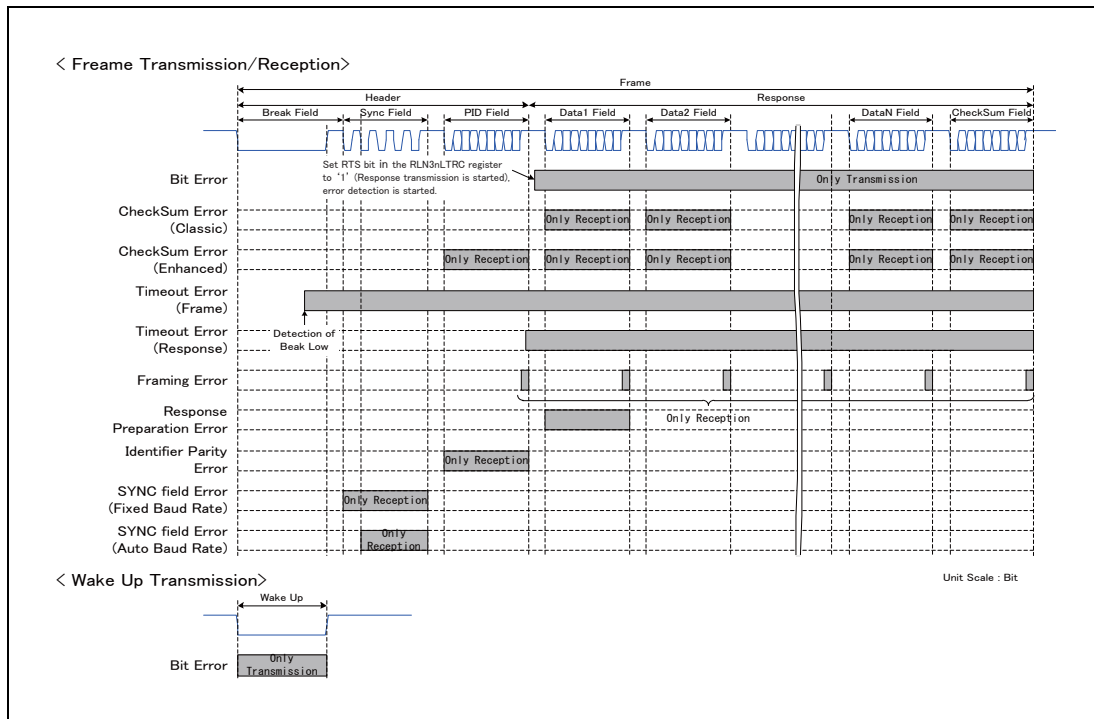 < Freame Transmission/Reception>
Frame
Header
Response
Break Field
Sync Field
PID Field
Data1 Field
Data2 Field
DataN Field
CheckSum Field
Set RTS bit in the RLN3nLTRC register
to ‘1’ (Response transmission is started),
error detection is started.
Bit Error
Only Transmission
CheckSum Error
(Classic)
Only Reception
Only Reception
Only Reception
Only Reception
CheckSum Error
(Enhanced)
Only Reception
Only Reception
Only Reception
Only Reception
Only Reception
Timeout Error
(Frame)
Detection of
Beak Low
Timeout Error
(Response)
Framing Error
Only Reception
Response
Preparation Error
Identifier Parity
Error
Only Reception
SYNC field Error
(Fixed Baud Rate)
Only Reception
SYNC field Error
(Auto Baud Rate)
Only
Reception
< Wake Up Transmission>
Unit Scale : Bit
Wake Up
Bit Error
Only
Transmission